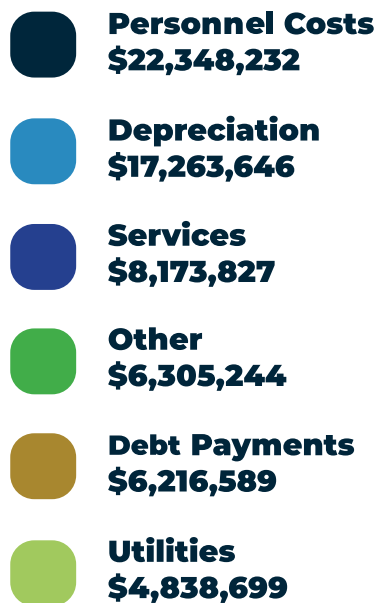 Personnel Costs
$22,348,232
Depreciation
$17,263,646
Services
$8,173,827
Other
$6,305,244
Debt Payments
$6,216,589
Utilities
$4,838,699